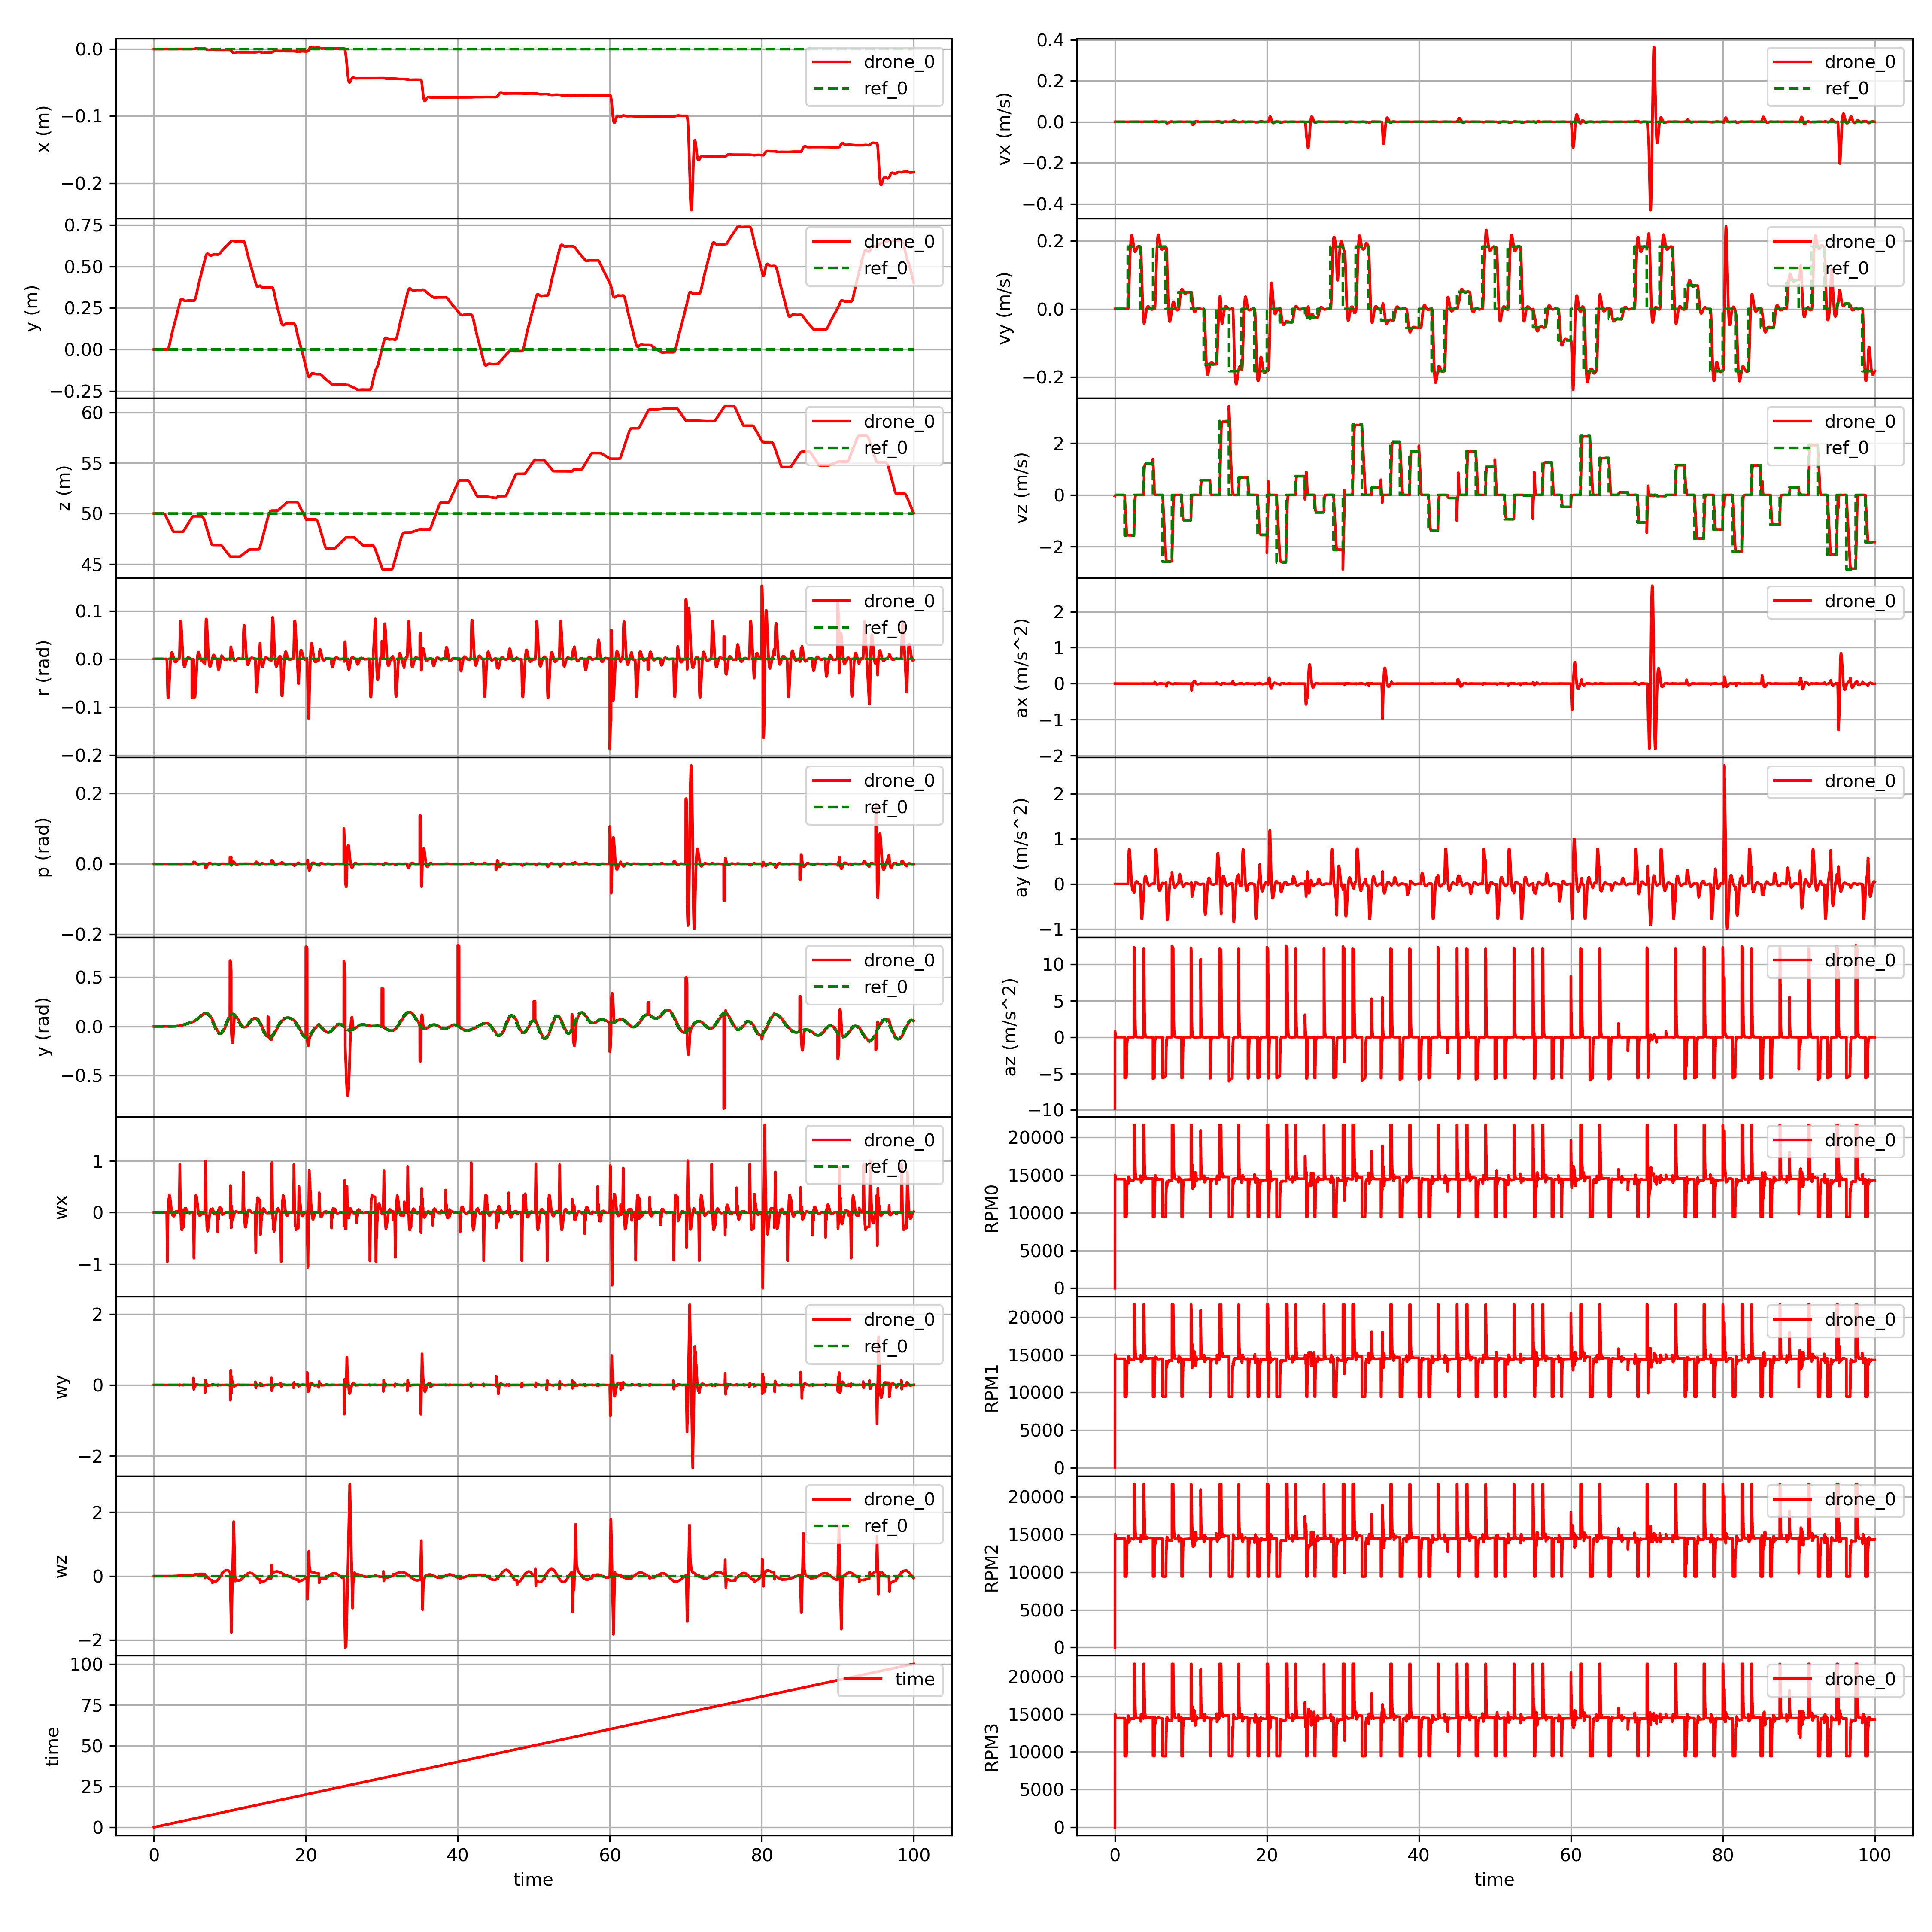 0.0
−0.1
−0.2
x (m)
drone_0
ref_0
0.75
0.50
0.25
0.00
−0.25
y (m)
drone_0
ref_0
60
55
50
45
z (m)
drone_0
ref_0
0.1
0.0
−0.1
−0.2
r (rad)
drone_0
ref_0
0.2
0.0
−0.2
p (rad)
drone_0
ref_0
0.5
0.0
−0.5
y (rad)
drone_0
ref_0
1
0
−1
wx
drone_0
ref_0
2
0
−2
wy
drone_0
ref_0
2
0
−2
wz
drone_0
ref_0
100
75
50
25
0
time
time
0 20 40 60 80 100
time
0.4
0.2
0.0
−0.2
−0.4
vx (m/s)
drone_0
ref_0
0.2
0.0
−0.2
vy (m/s)
drone_0
ref_0
2
0
−2
vz (m/s)
drone_0
ref_0
2
1
0
−1
−2
ax (m/s^2)
drone_0
2
1
0
−1
ay (m/s^2)
drone_0
10
5
0
−5
−10
az (m/s^2)
drone_0
20000
15000
10000
5000
0
RPM0
drone_0
20000
15000
10000
5000
0
RPM1
drone_0
20000
15000
10000
5000
0
RPM2
drone_0
20000
15000
10000
5000
0
RPM3
drone_0
0 20 40 60 80 100
time